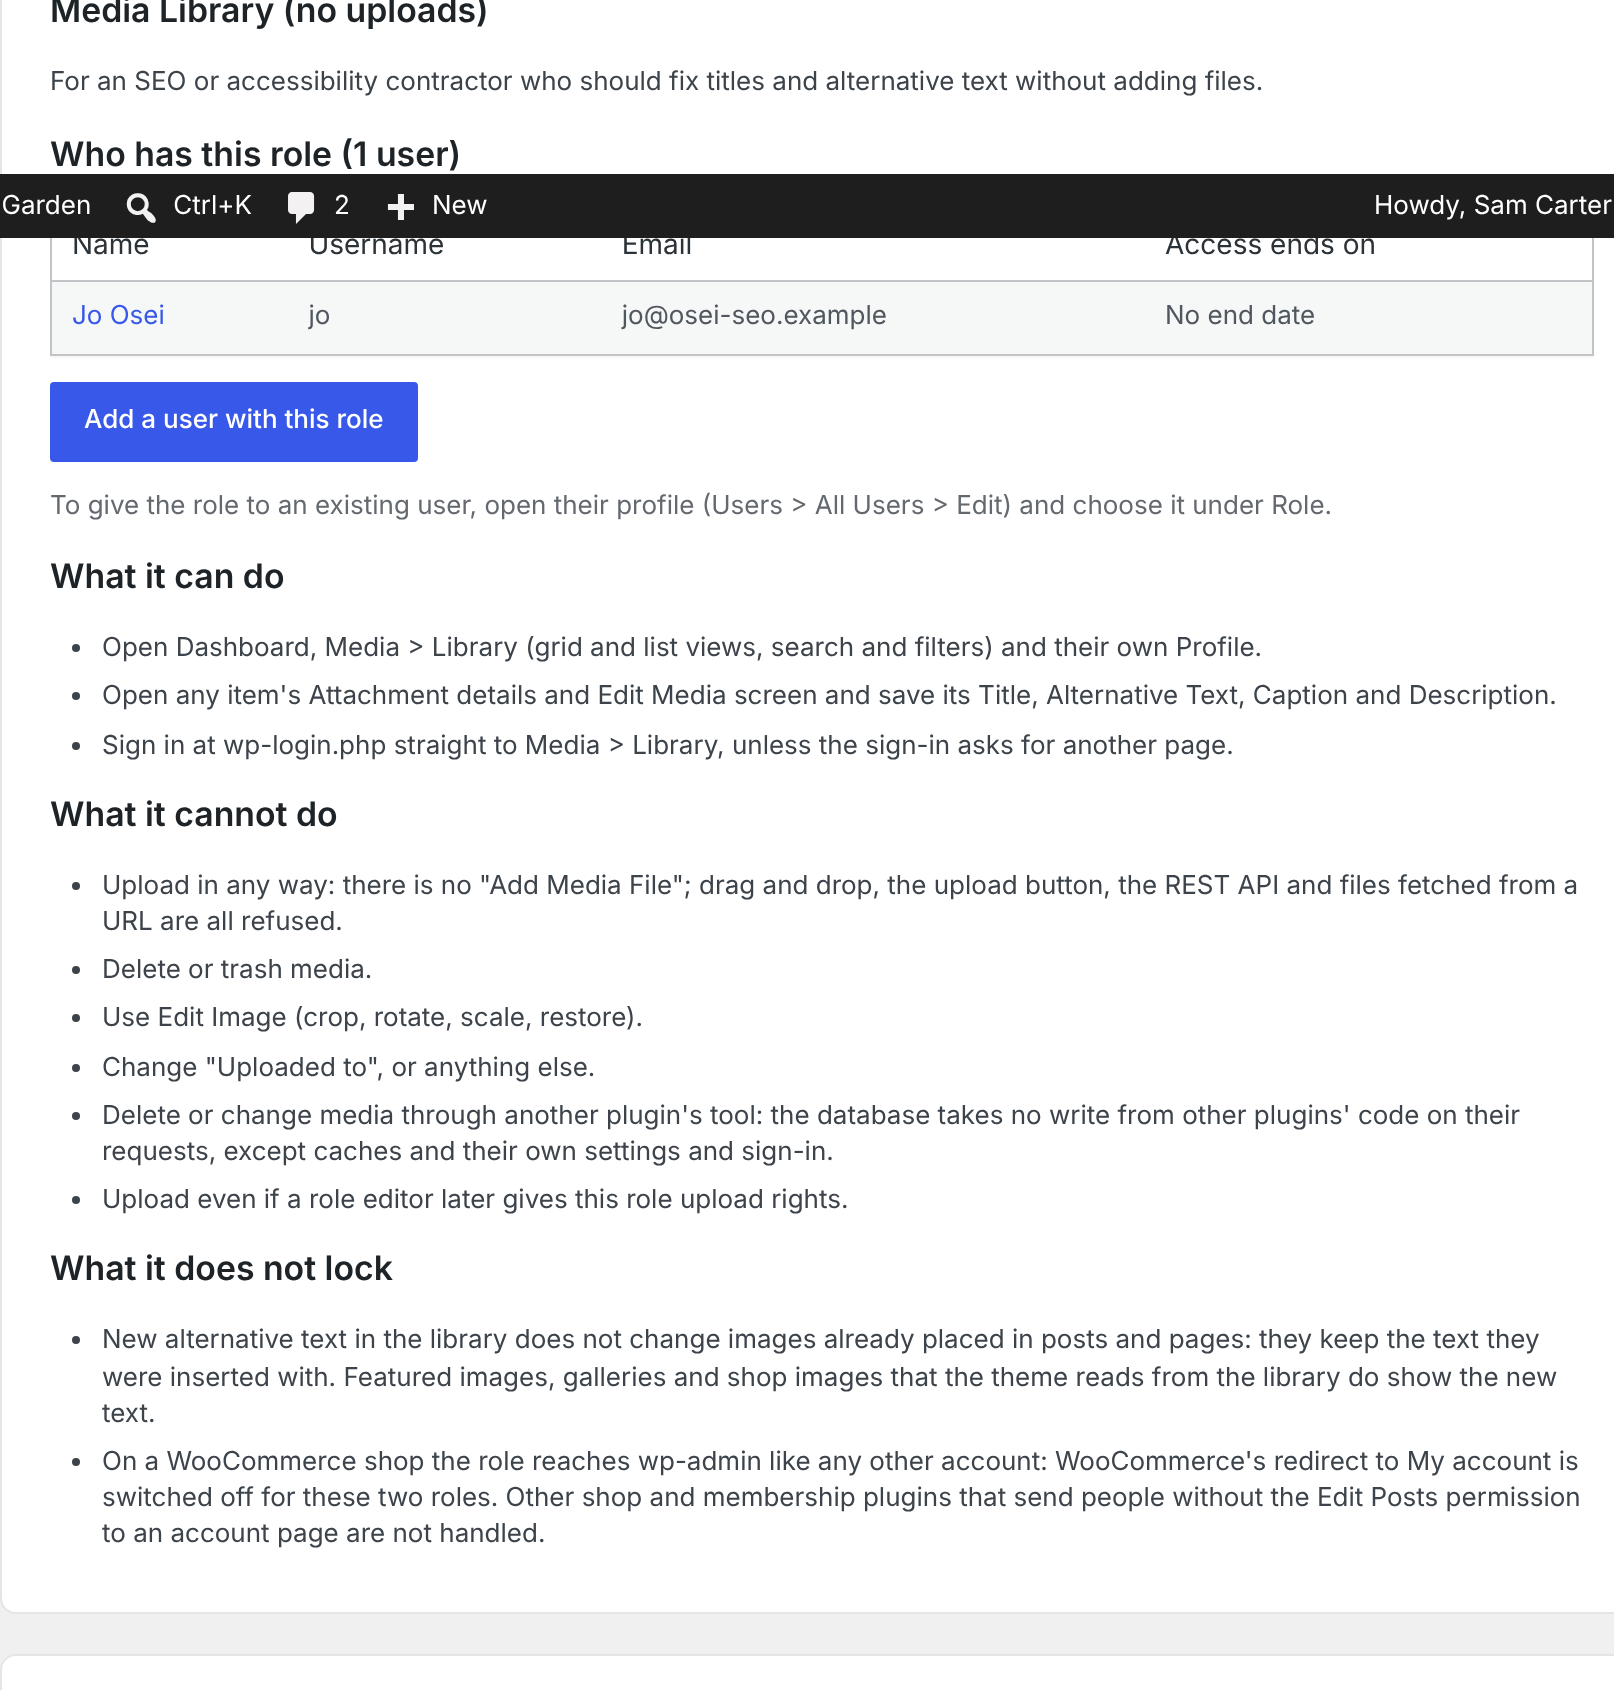 Media Library (no uploads)
For an SEO or accessibility contractor who should fix titles and alternative text without adding files.
Who has this role (1 user)
Garden Ctrl+K 2 New Howdy, Sam Carter
Name Username Email Access ends on
Jo Osei jo jo@osei-seo.example No end date
Add a user with this role
To give the role to an existing user, open their profile (Users > All Users > Edit) and choose it under Role.
What it can do
• Open Dashboard, Media > Library (grid and list views, search and filters) and their own Profile.
• Open any item's Attachment details and Edit Media screen and save its Title, Alternative Text, Caption and Description.
• Sign in at wp-login.php straight to Media > Library, unless the sign-in asks for another page.
What it cannot do
• Upload in any way: there is no "Add Media File"; drag and drop, the upload button, the REST API and files fetched from a
URL are all refused.
• Delete or trash media.
• Use Edit Image (crop, rotate, scale, restore).
• Change "Uploaded to", or anything else.
• Delete or change media through another plugin's tool: the database takes no write from other plugins' code on their
requests, except caches and their own settings and sign-in.
• Upload even if a role editor later gives this role upload rights.
What it does not lock
• New alternative text in the library does not change images already placed in posts and pages: they keep the text they
were inserted with. Featured images, galleries and shop images that the theme reads from the library do show the new
text.
• On a WooCommerce shop the role reaches wp-admin like any other account: WooCommerce's redirect to My account is
switched off for these two roles. Other shop and membership plugins that send people without the Edit Posts permission
to an account page are not handled.